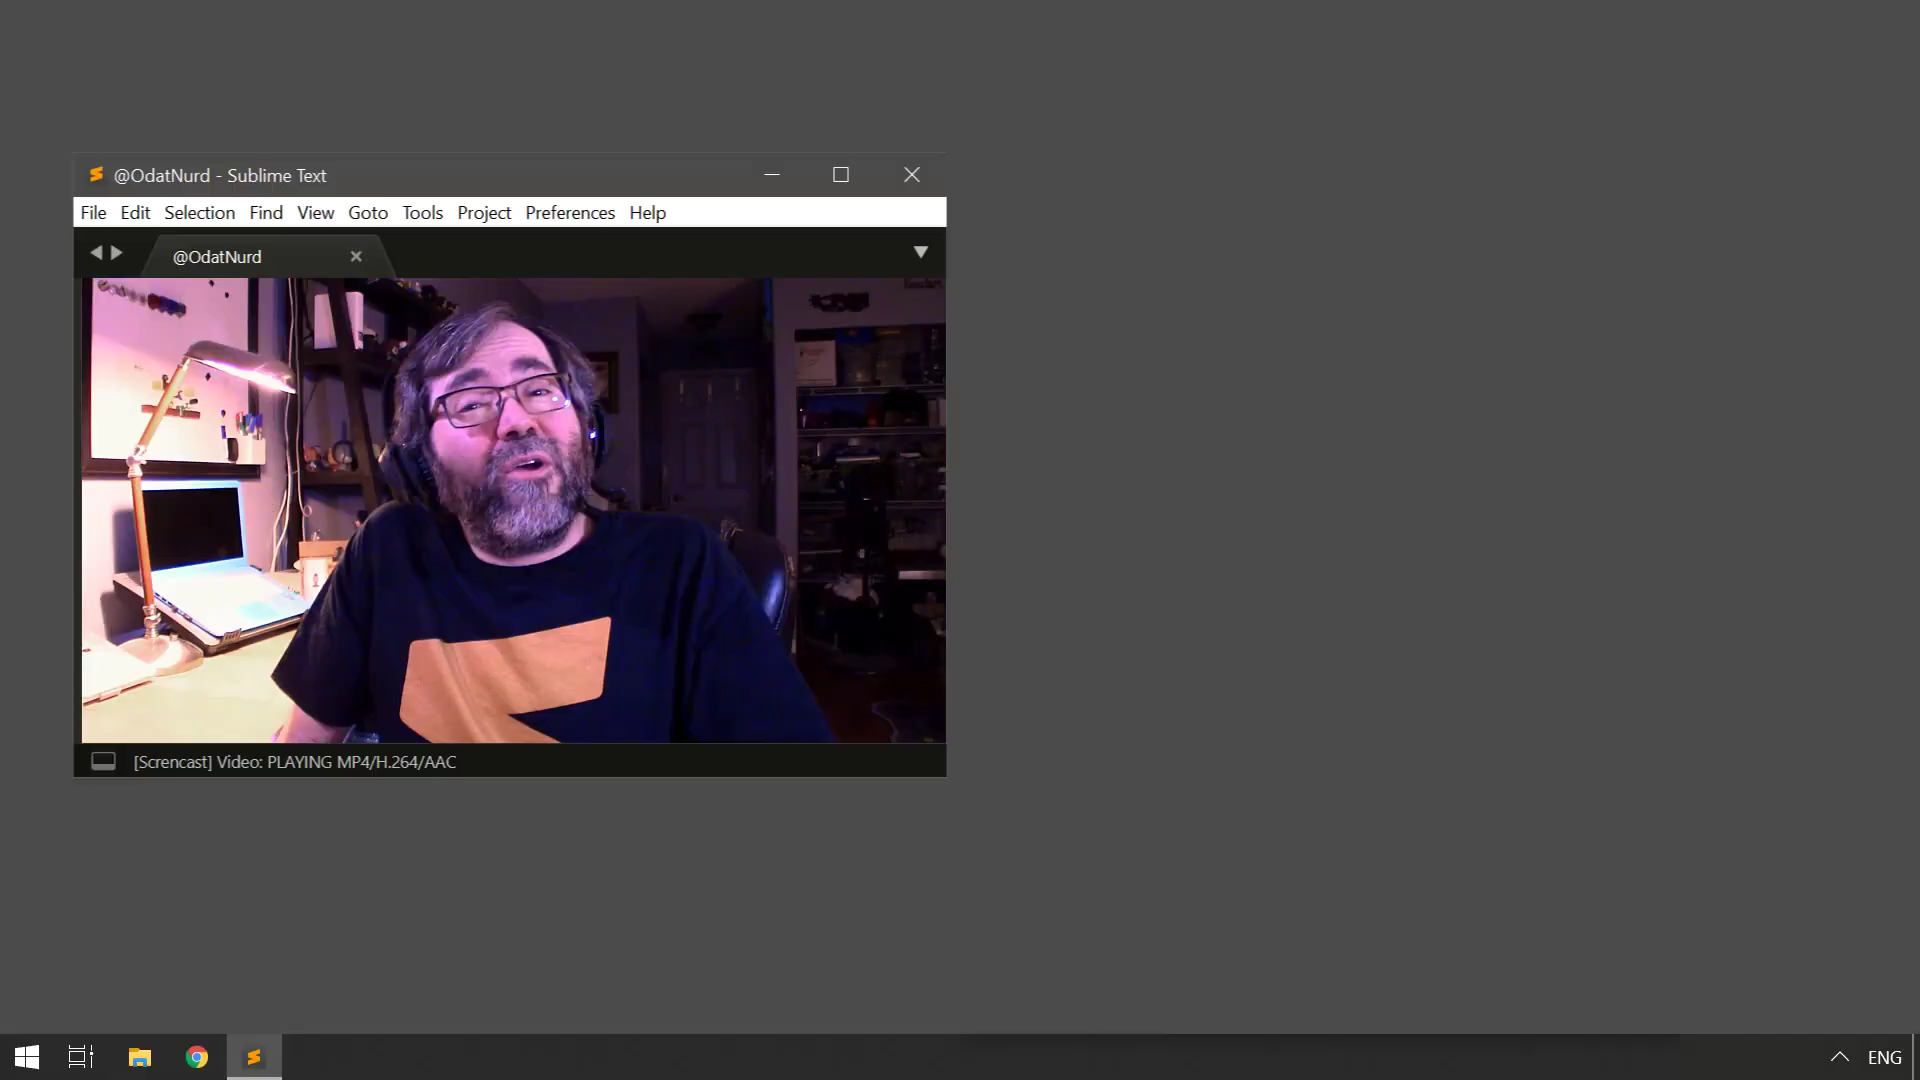 @OdatNurd - Sublime Text
File Edit Selection Find View Goto Tools Project Preferences Help
@OdatNurd
[Screncast] Video: PLAYING MP4/H.264/AAC
ENG